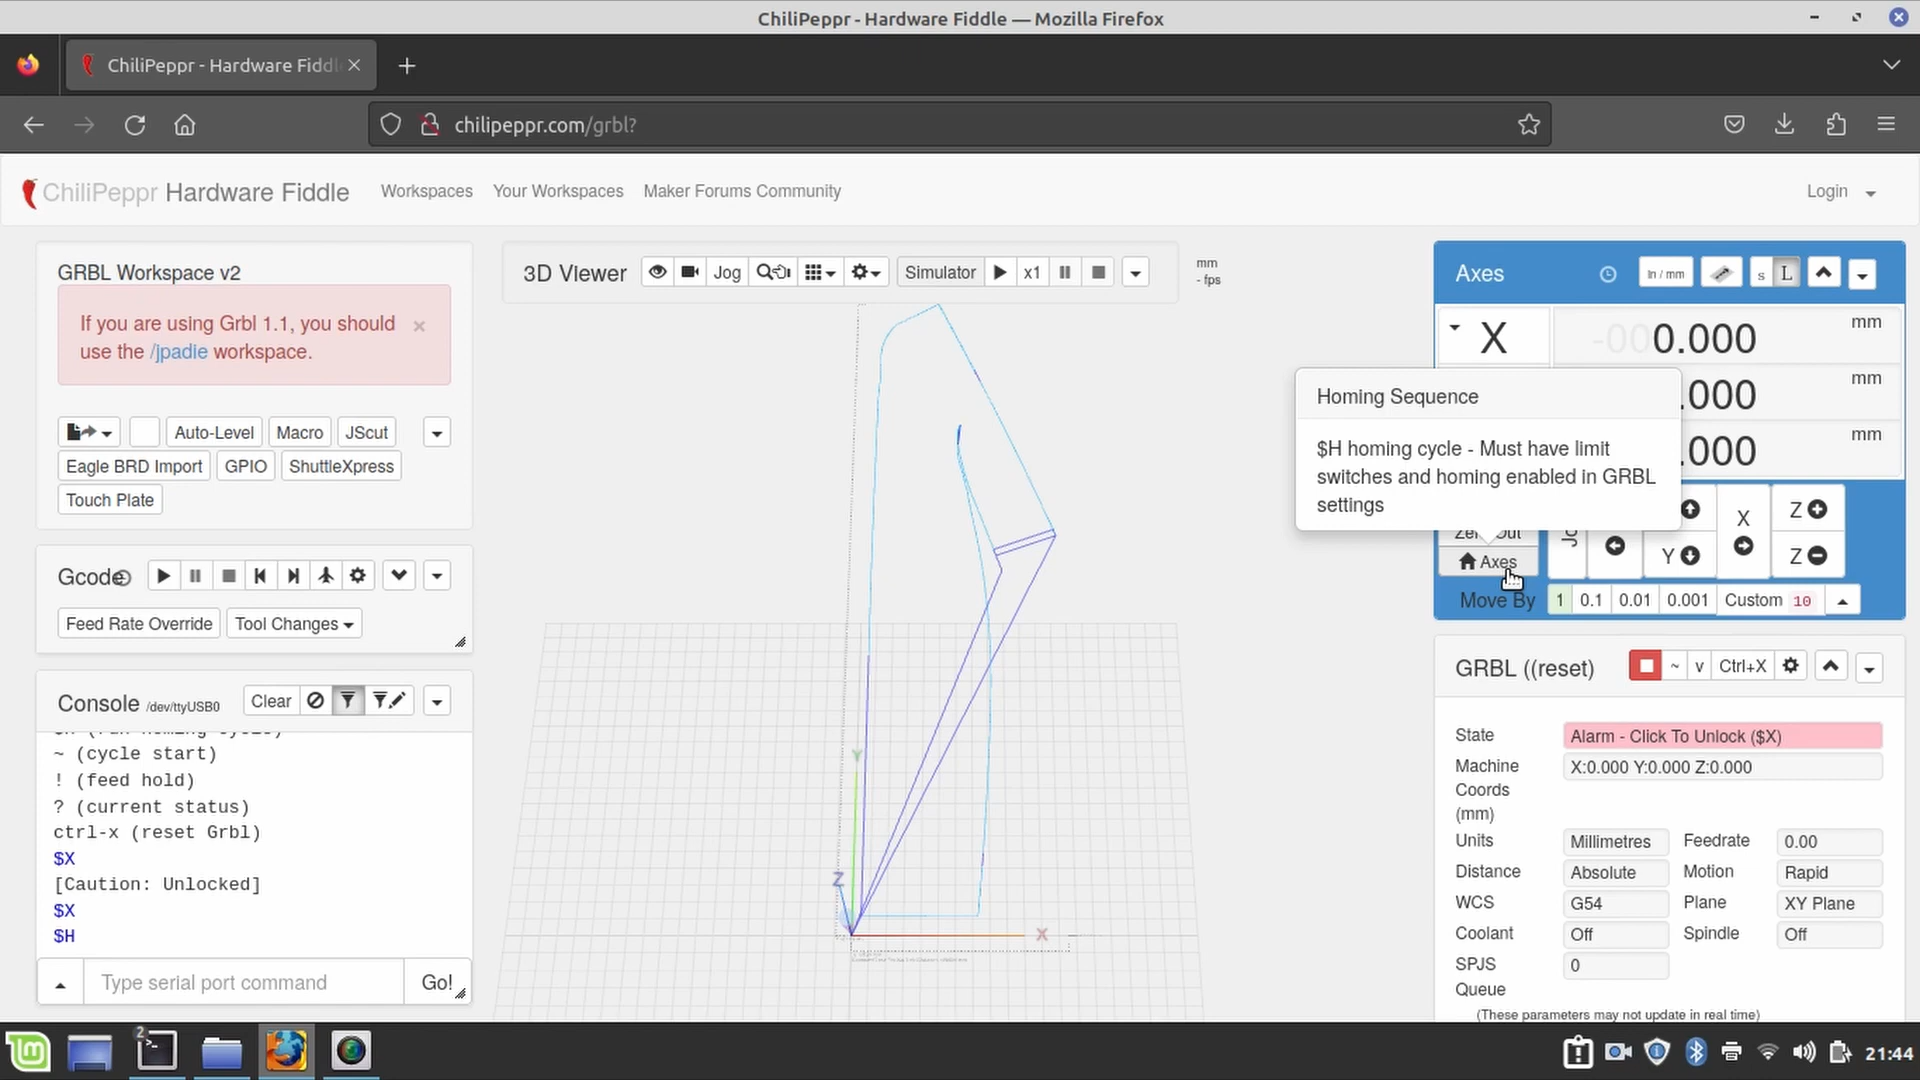 ChiliPeppr - Hardware Fiddle — Mozilla Firefox
ChiliPeppr - Hardware Fiddl
chilipeppr.com/grbl?
ChiliPeppr Hardware Fiddle
Workspaces
Your Workspaces
Maker Forums Community
Login
GRBL Workspace v2
If you are using Grbl 1.1, you should
use the /jpadie workspace.
×
Auto-Level
Macro
JScut
Eagle BRD Import
GPIO
ShuttleXpress
Touch Plate
Gcode
Feed Rate Override
Tool Changes
Console /dev/ttyUSB0
Clear
~ (cycle start)
! (feed hold)
? (current status)
ctrl-x (reset Grbl)
$X
[Caution: Unlocked]
$X
$H
Type serial port command
Go!
3D Viewer
Jog
Simulator
x1
mm
- fps
Y
Z
X
Axes
In / mm
s
L
X
-000.000
mm
.000
mm
.000
mm
Homing Sequence
$H homing cycle - Must have limit
switches and homing enabled in GRBL
settings
Axes
Y
X
Z
Z
Move By
1
0.1
0.01
0.001
Custom 10
GRBL ((reset)
~
v
Ctrl+X
State
Alarm - Click To Unlock ($X)
Machine
Coords
(mm)
X:0.000 Y:0.000 Z:0.000
Units
Millimetres
Feedrate
0.00
Distance
Absolute
Motion
Rapid
WCS
G54
Plane
XY Plane
Coolant
Off
Spindle
Off
SPJS
Queue
0
(These parameters may not update in real time)
2
21:44